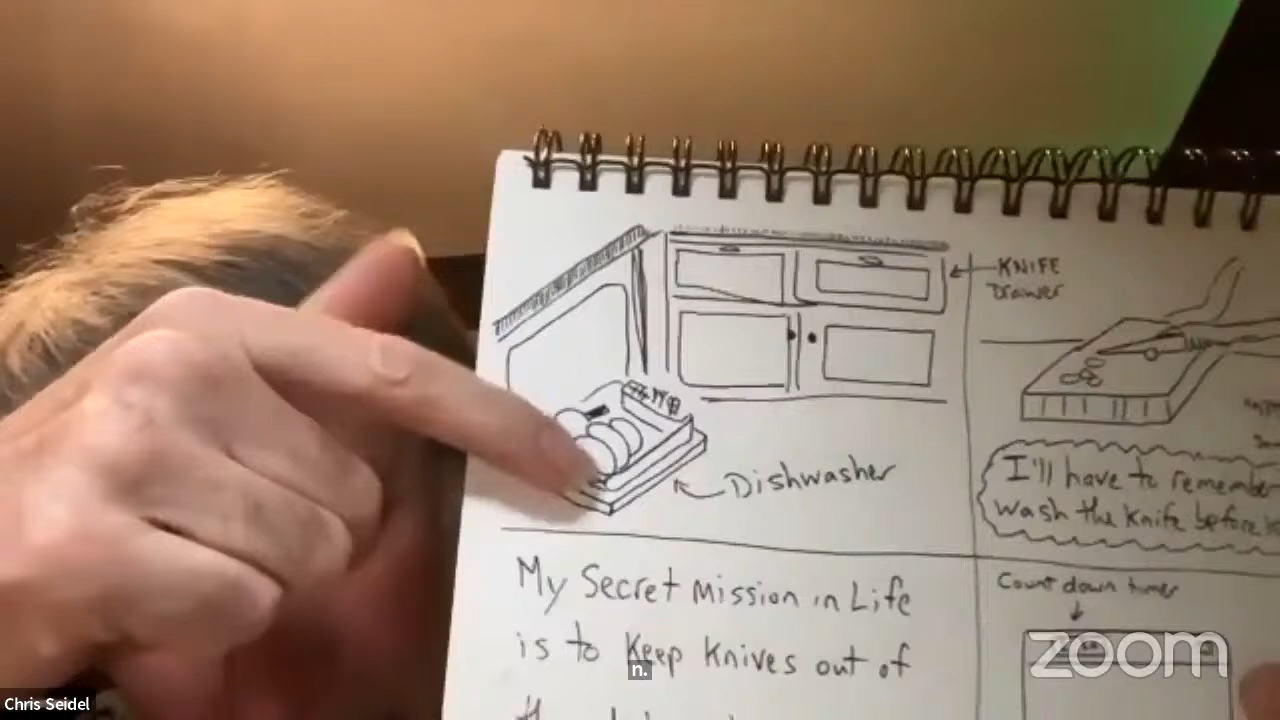 KNIFE
Drawer
Dishwasher
I'll have to remember
wash the knife before
My Secret Mission in Life
is to Keep knives out of
Count down timer
n.
zoom
Chris Seidel